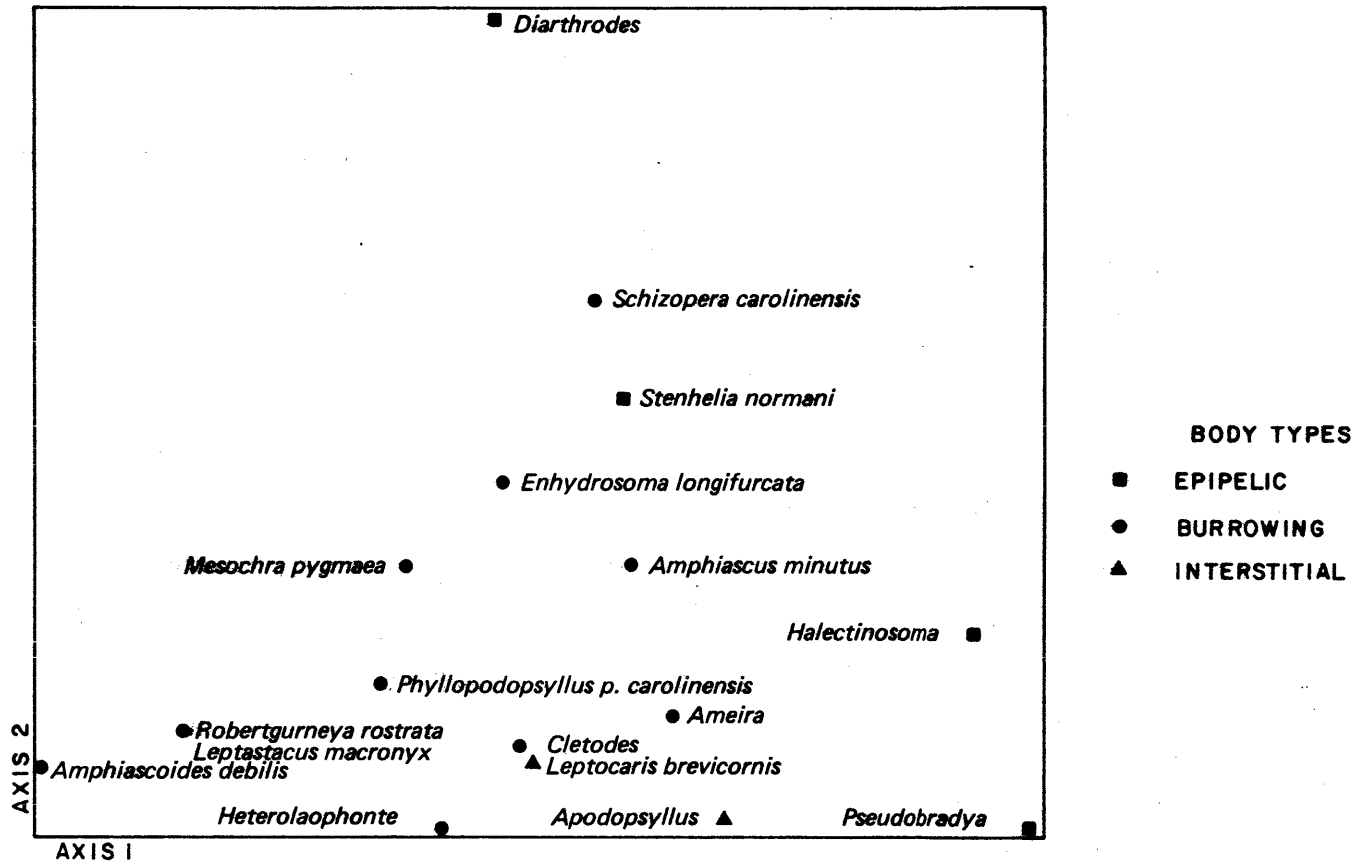 Diarthrodes
Schizopera carolinensis
Stenhelia normani
Enhydrosoma longifurcata
Mesochra pygmaea
Amphiascus minutus
Halectinosoma
Phyllopodopsyllus p. carolinensis
Ameira
Robertgurneya rostrata
Leptastacus macronyx
Cletodes
Leptocaris brevicornis
Amphiascoides debilis
Heterolaophonte
Apodopsyllus
Pseudobradya
AXIS 2
AXIS I
BODY TYPES
EPIPELIC
BURROWING
INTERSTITIAL